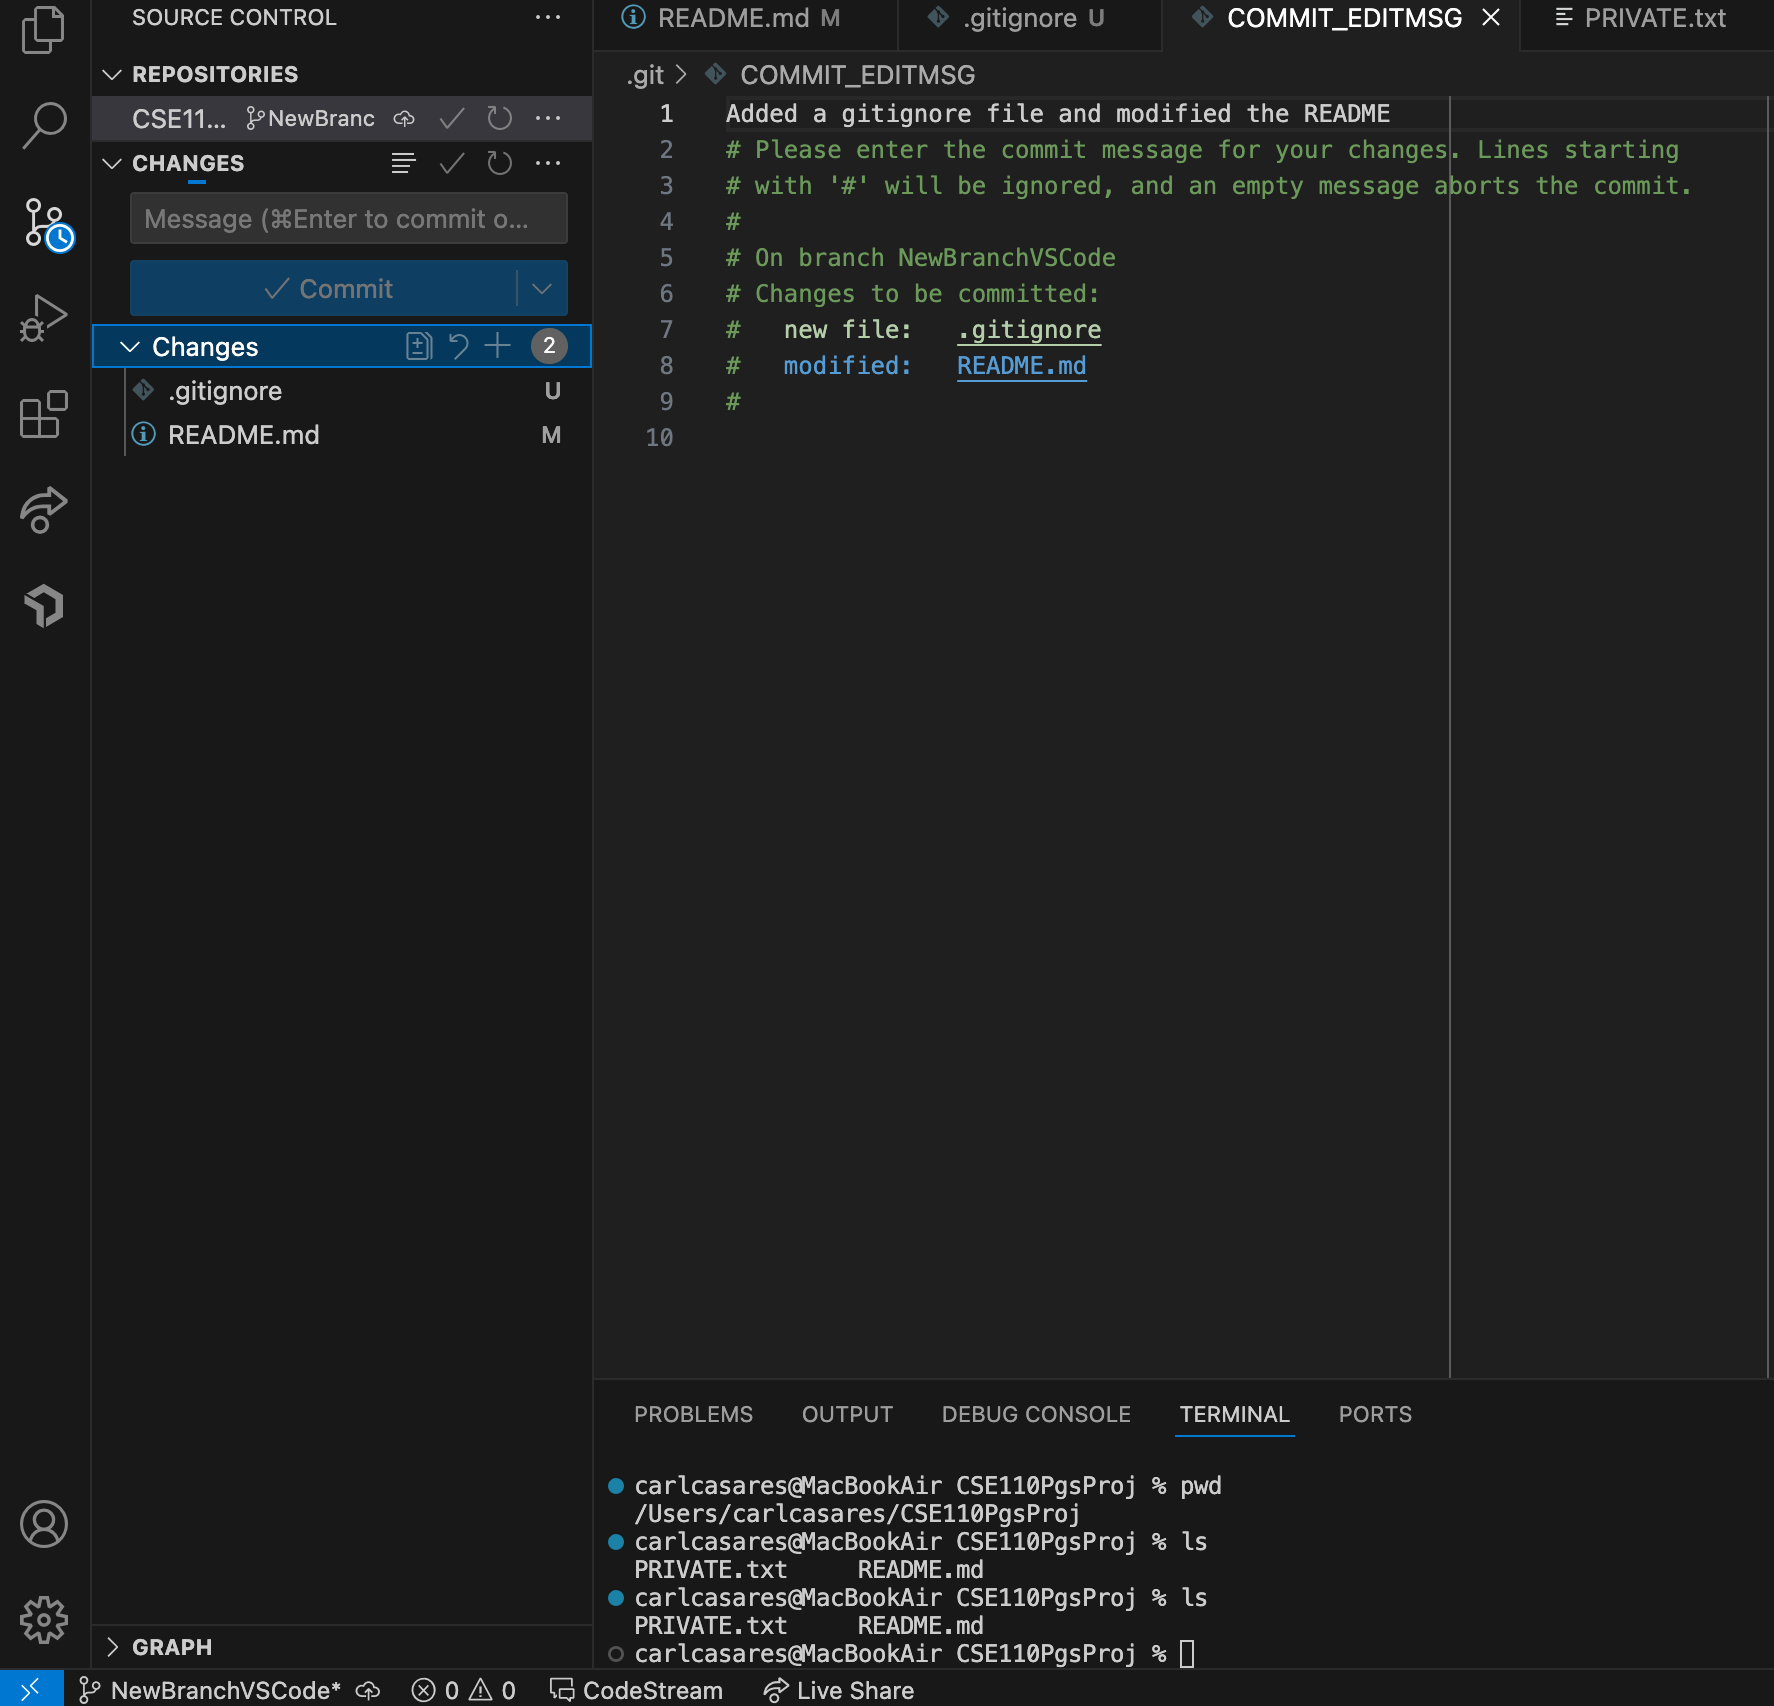 SOURCE CONTROL
REPOSITORIES
CSE11... NewBranc
CHANGES
Message (⌘Enter to commit o...
Commit
Changes 2
.gitignore U
README.md M
GRAPH
README.md M .gitignore U COMMIT_EDITMSG PRIVATE.txt
.git > COMMIT_EDITMSG
1 Added a gitignore file and modified the README
2 # Please enter the commit message for your changes. Lines starting
3 # with '#' will be ignored, and an empty message aborts the commit.
4 #
5 # On branch NewBranchVSCode
6 # Changes to be committed:
7 # new file: .gitignore
8 # modified: README.md
9 #
10
PROBLEMS OUTPUT DEBUG CONSOLE TERMINAL PORTS
carlcasares@MacBookAir CSE110PgsProj % pwd
/Users/carlcasares/CSE110PgsProj
carlcasares@MacBookAir CSE110PgsProj % ls
PRIVATE.txt README.md
carlcasares@MacBookAir CSE110PgsProj % ls
PRIVATE.txt README.md
carlcasares@MacBookAir CSE110PgsProj %
NewBranchVSCode* 0 0 CodeStream Live Share